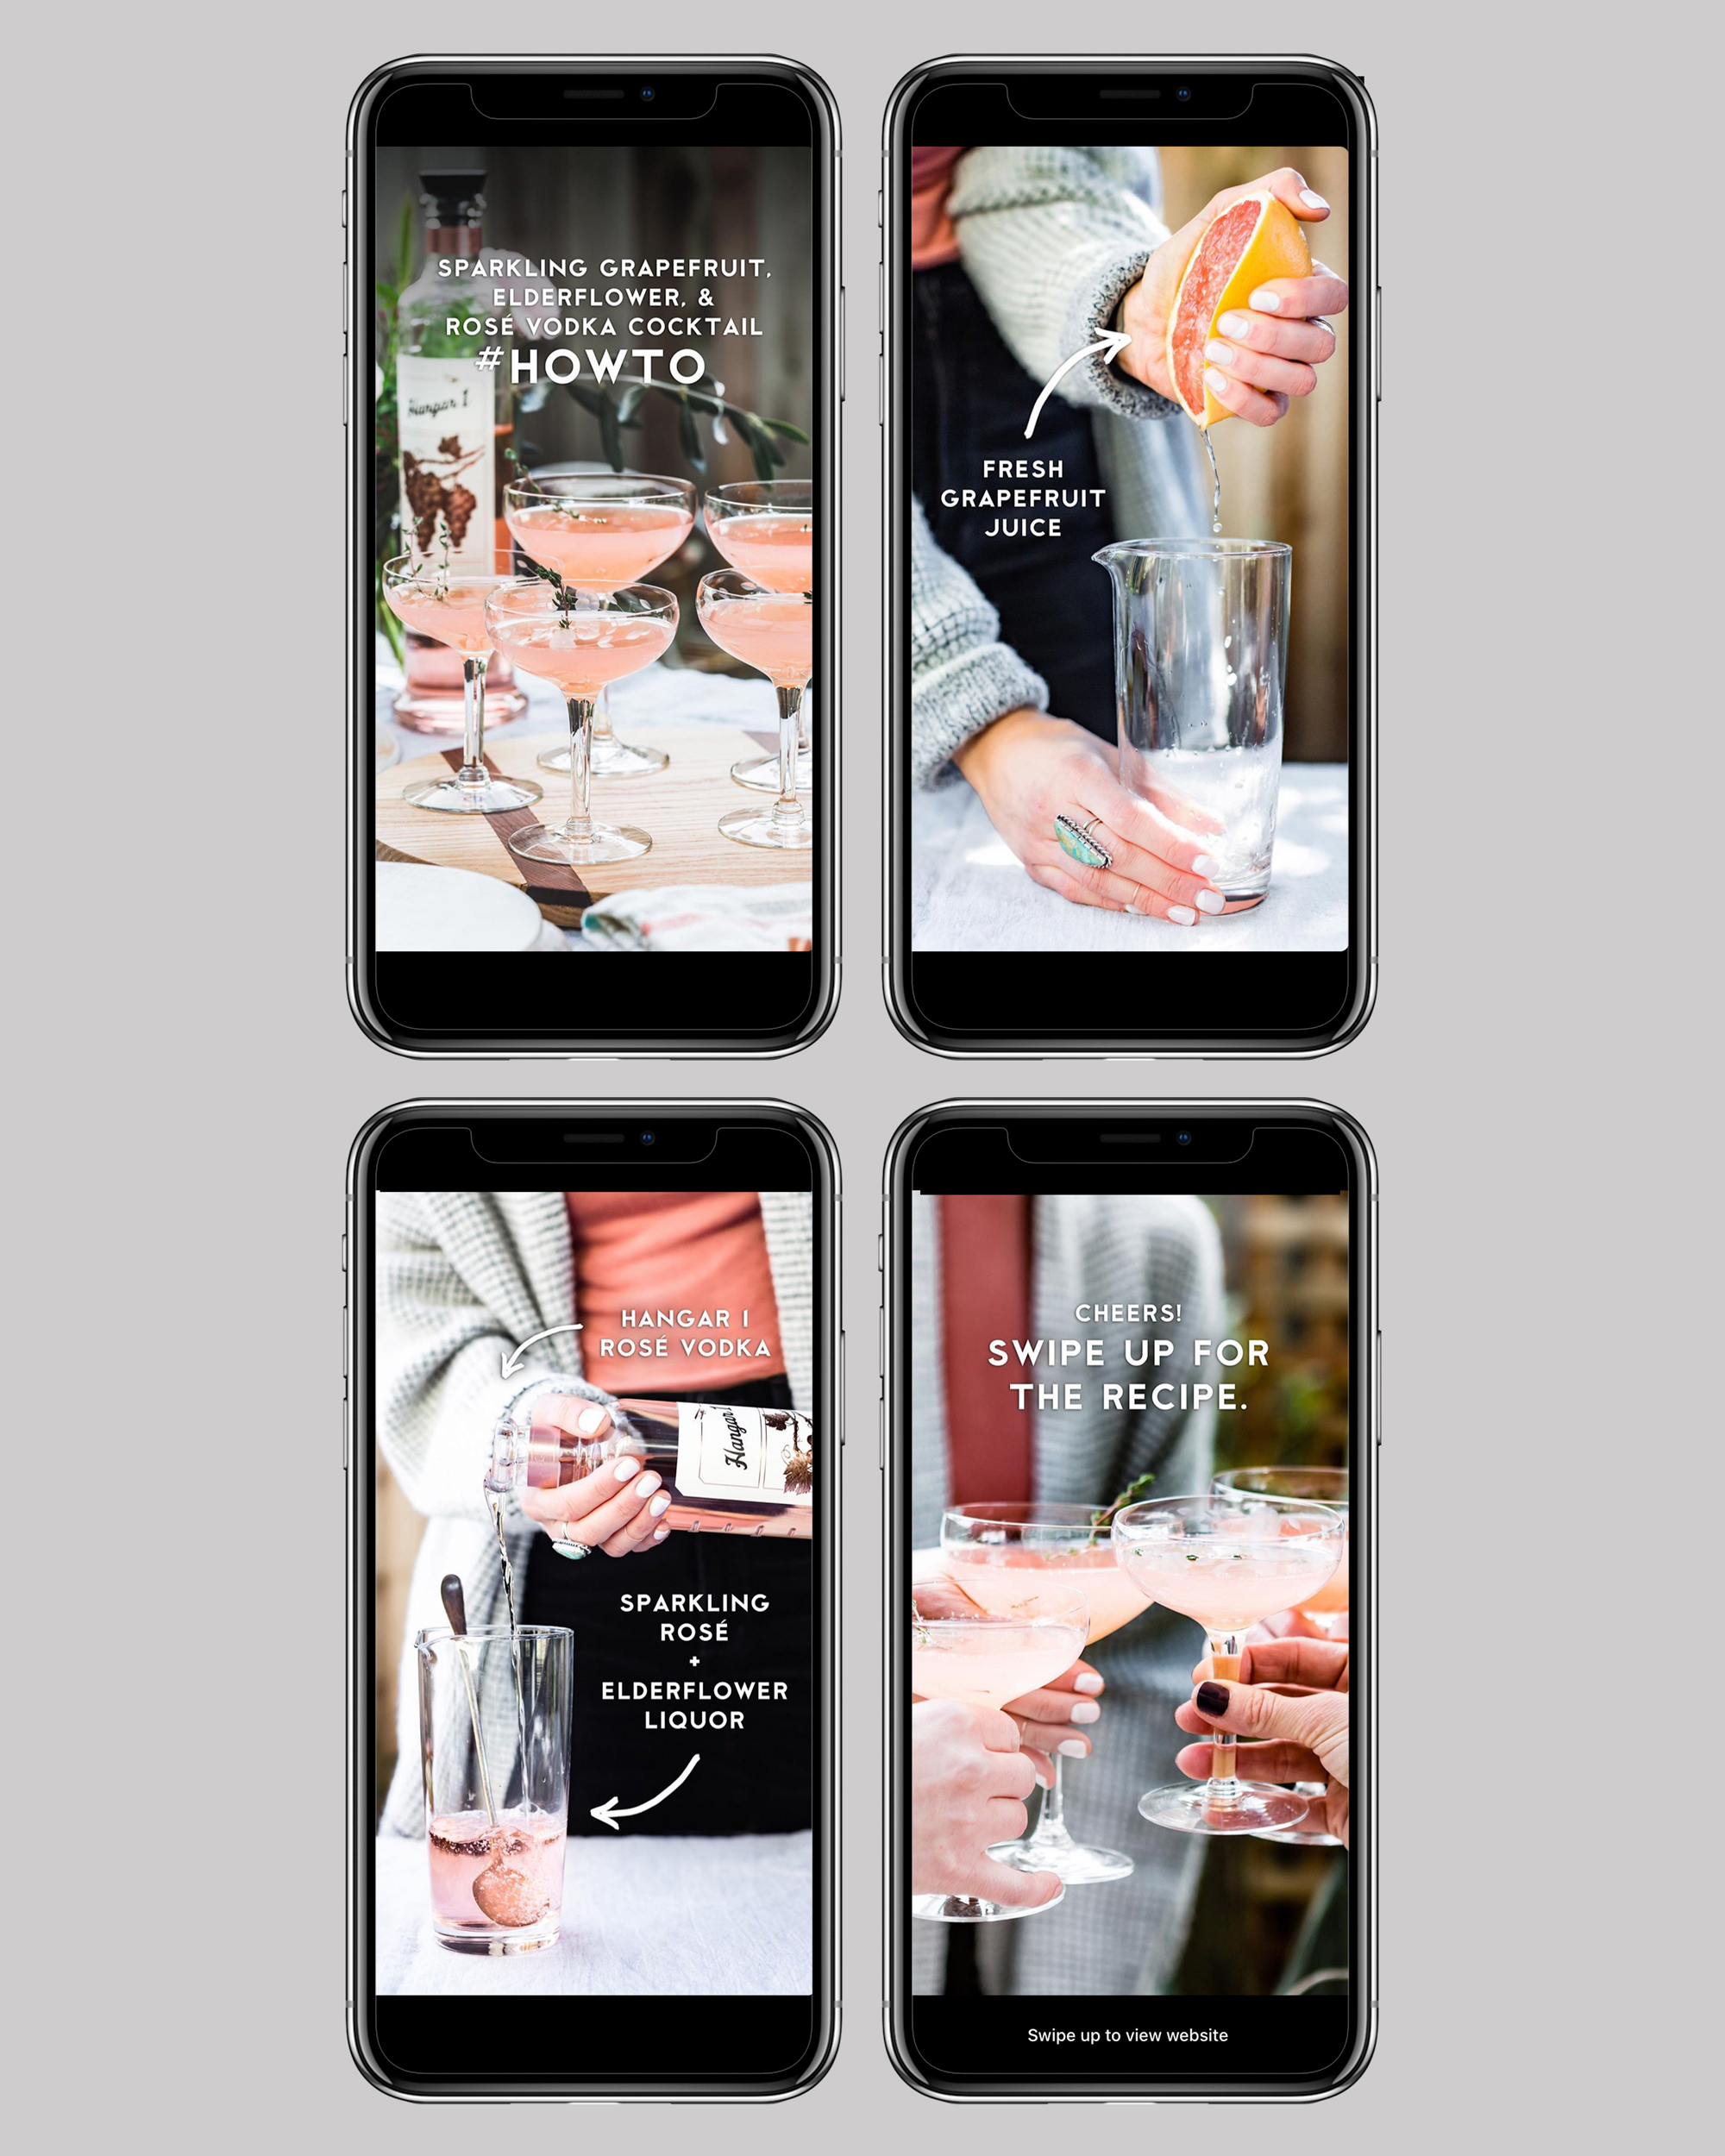 SPARKLING GRAPEFRUIT,
ELDERFLOWER, &
ROSÉ VODKA COCKTAIL
#HOWTO
Hangar 1
FRESH
GRAPEFRUIT
JUICE
HANGAR 1
ROSÉ VODKA
Hangar 1
SPARKLING
ROSÉ
+
ELDERFLOWER
LIQUOR
CHEERS!
SWIPE UP FOR
THE RECIPE.
Swipe up to view website